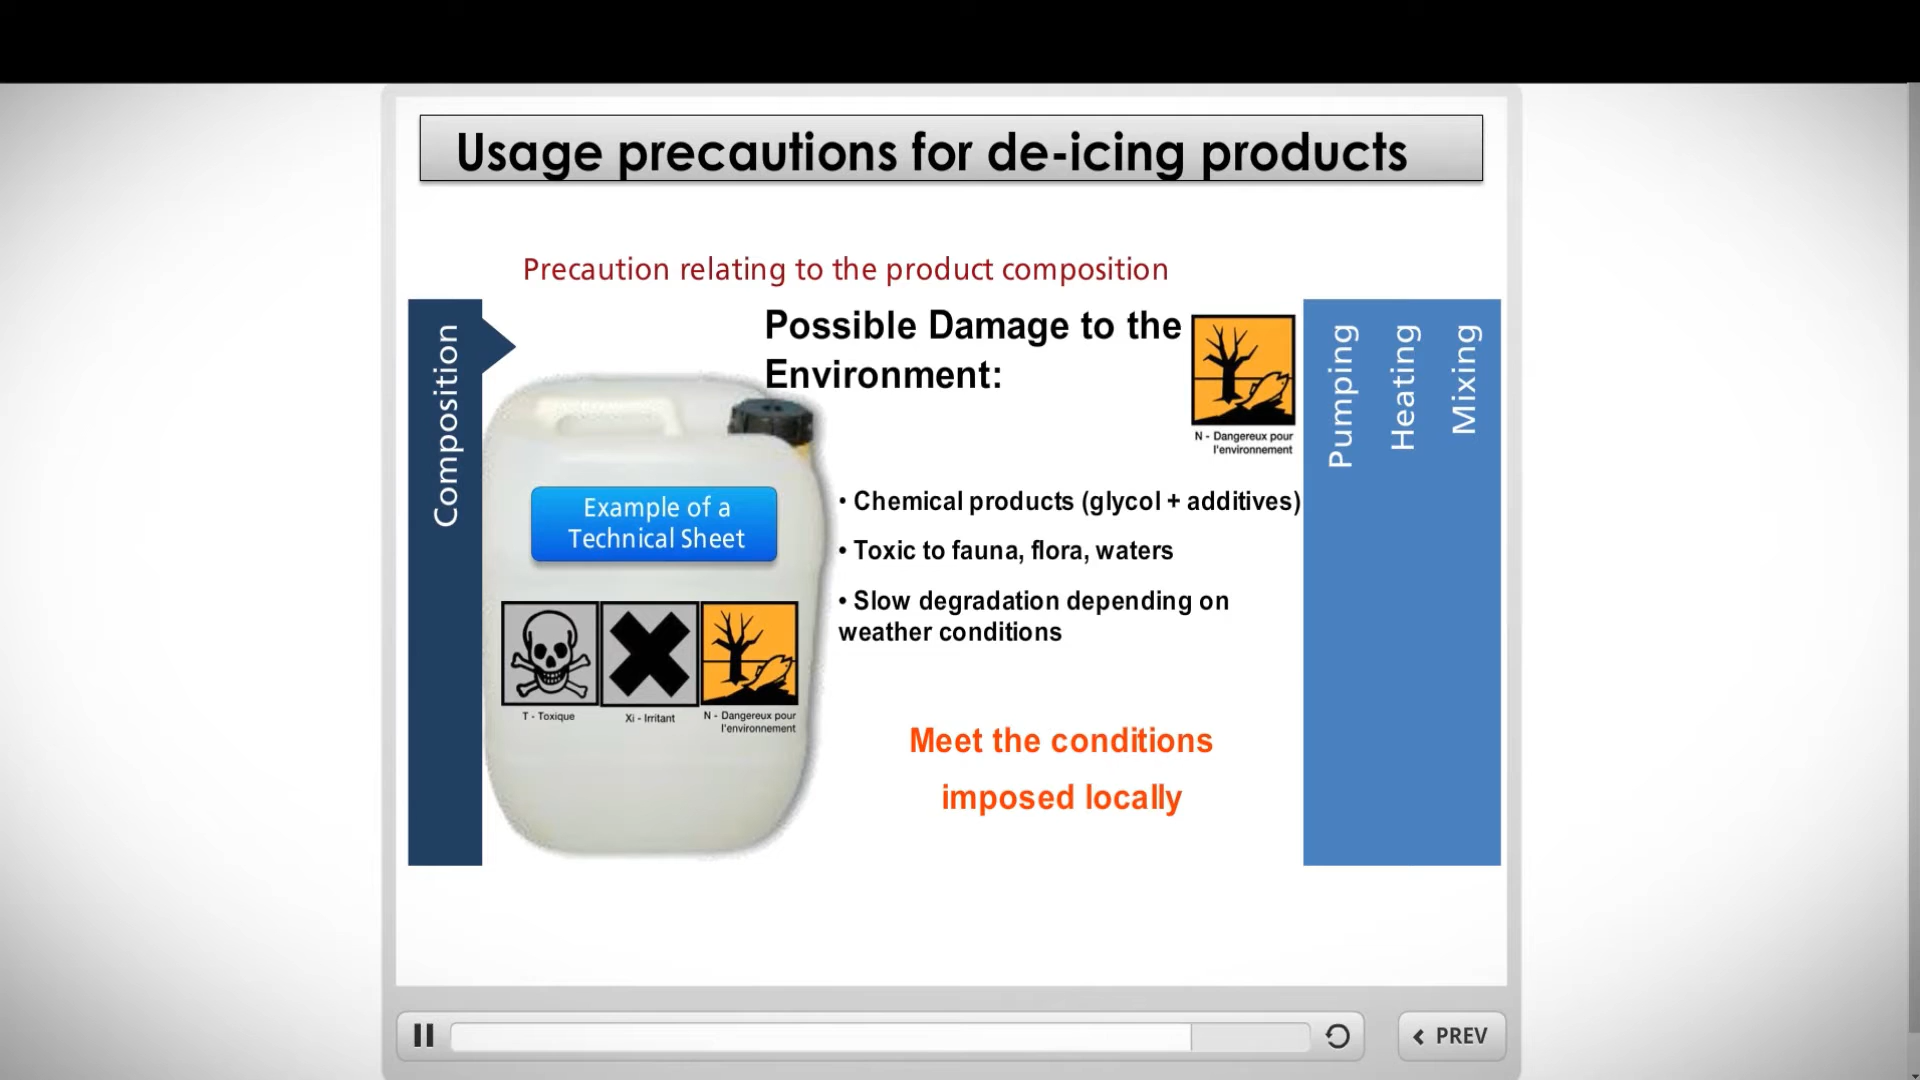 Usage precautions for de-icing products
Precaution relating to the product composition
Composition
Possible Damage to the
Environment:
N - Dangereux pour
l'environnement
Example of a
Technical Sheet
T - Toxique
Xi - Irritant
N - Dangereux pour
l'environnement
• Chemical products (glycol + additives)
• Toxic to fauna, flora, waters
• Slow degradation depending on
weather conditions
Meet the conditions
imposed locally
Pumping
Heating
Mixing
PREV